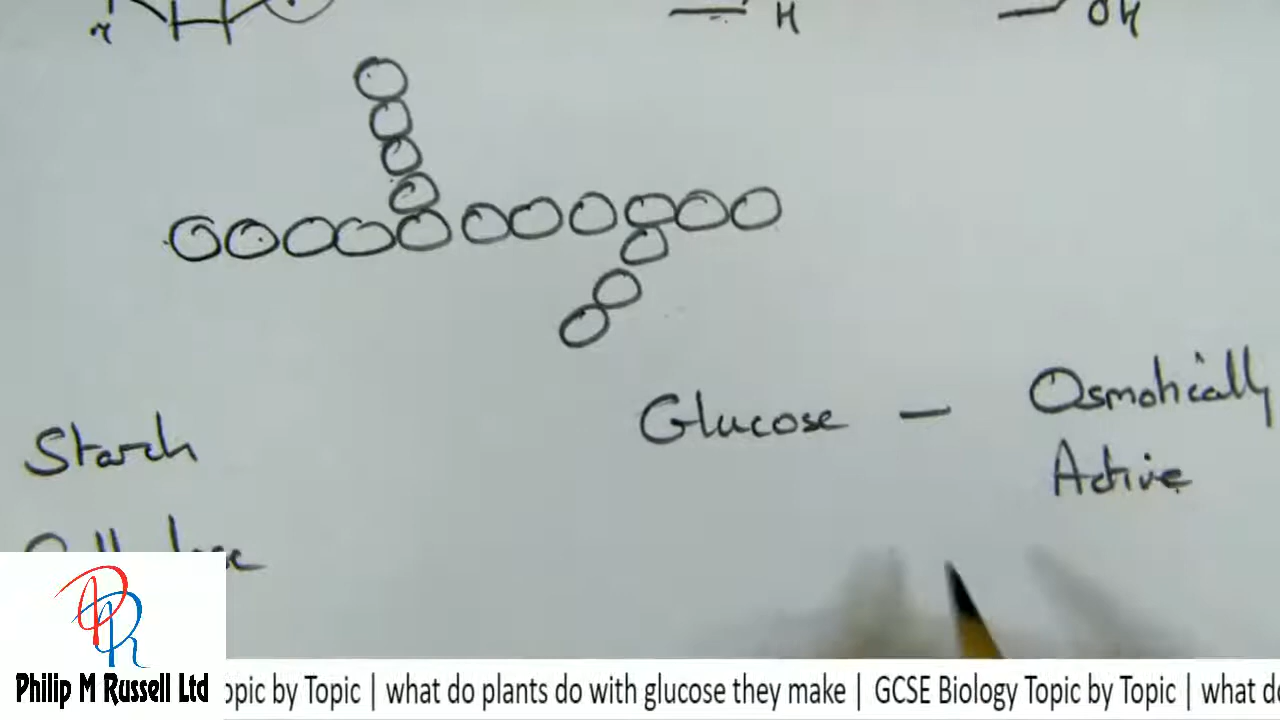 H
OH
Glucose — Osmotically
Active
Starch
Cellulose
Philip M Russell Ltd
opic by Topic | what do plants do with glucose they make | GCSE Biology Topic by Topic | what d